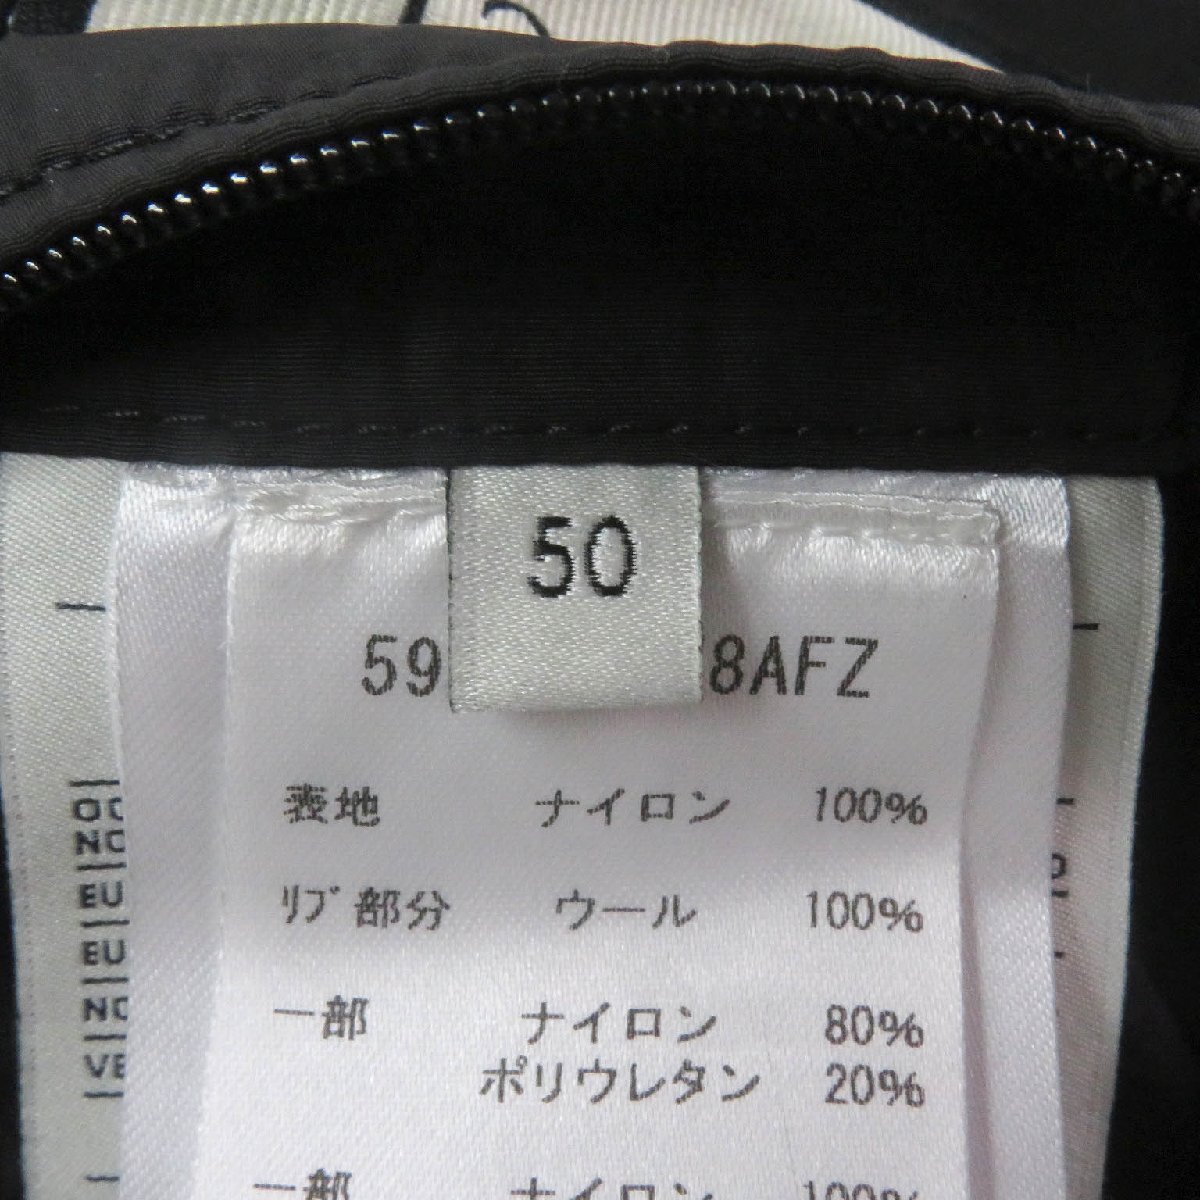 50
59 8AFZ
表地 ナイロン 100%
リブ部分 ウール 100%
一部 ナイロン 80%
ポリウレタン 20%
一部 ナイロン 100%
EU
EU